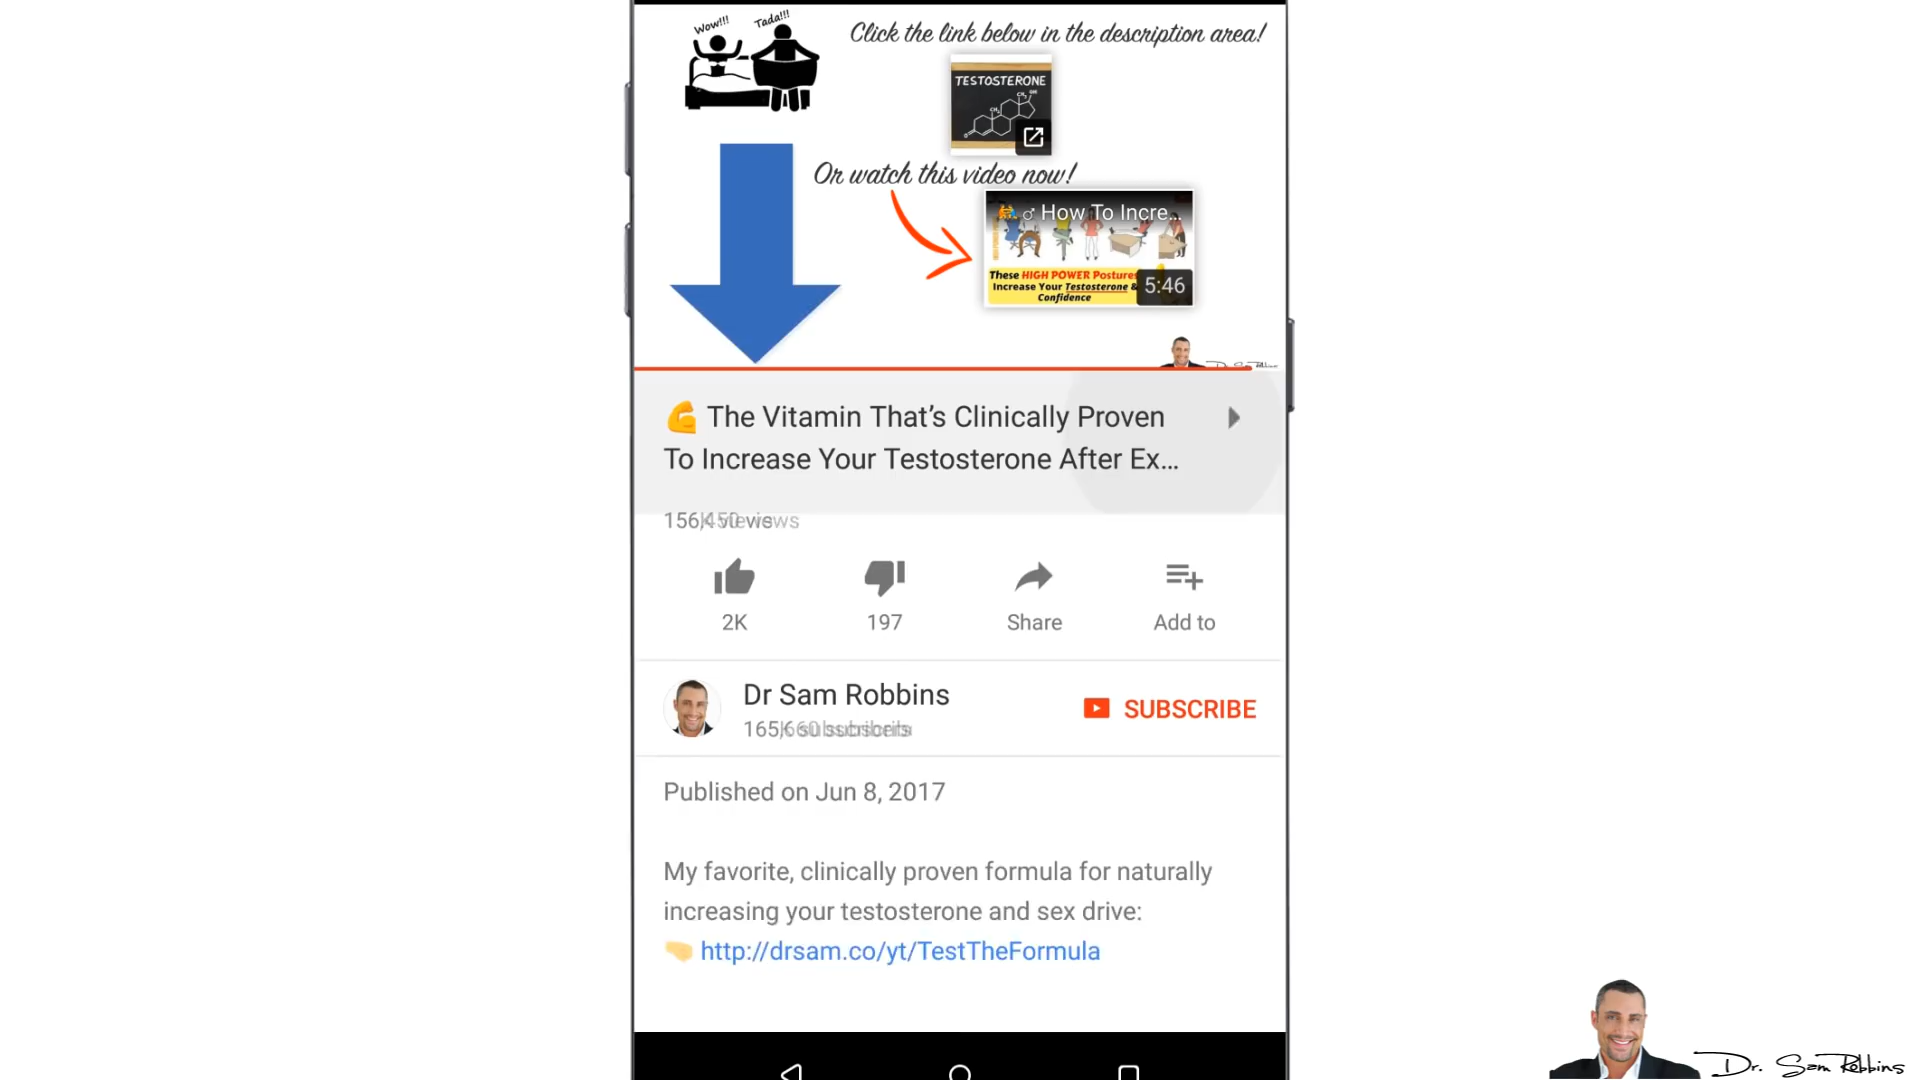 Wow!!!
Tada!!!
Click the link below in the description area!
TESTOSTERONE
Or watch this video now!
♂ How To Incre...
These HIGH POWER Postures
Increase Your Testosterone &
Confidence
5:46
💪 The Vitamin That’s Clinically Proven
To Increase Your Testosterone After Ex...
2K
197
Share
Add to
Dr Sam Robbins
SUBSCRIBE
Published on Jun 8, 2017
My favorite, clinically proven formula for naturally
increasing your testosterone and sex drive:
http://drsam.co/yt/TestTheFormula
Dr. Sam Robbins